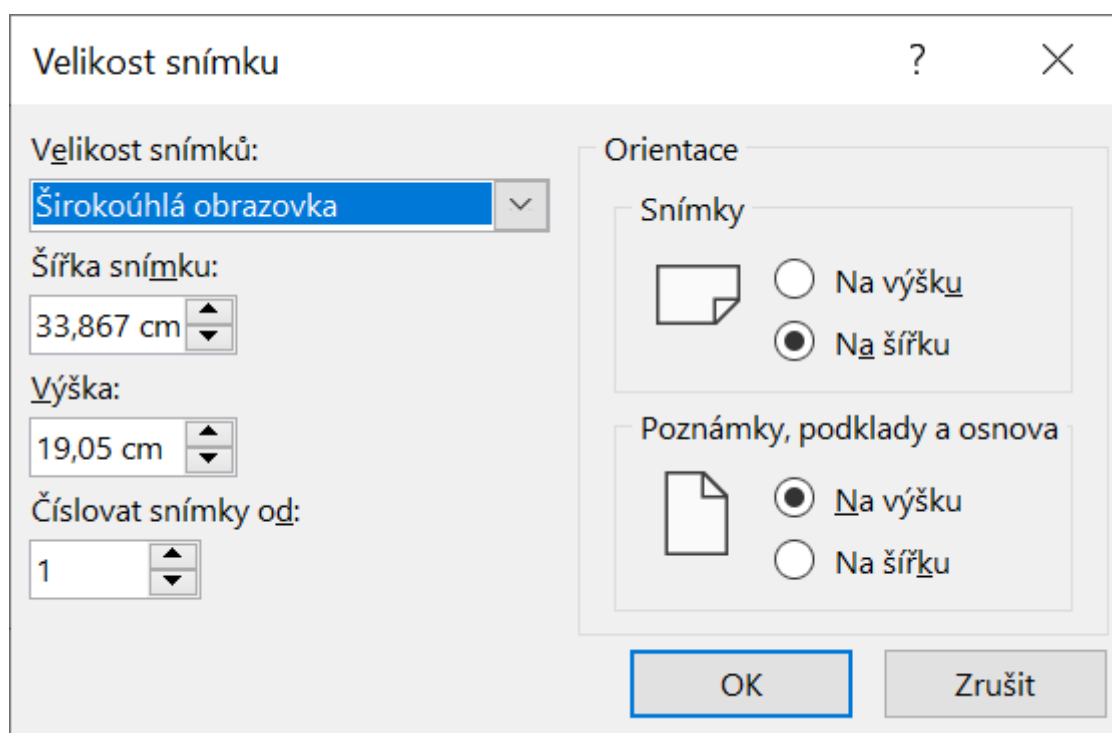 Velikost snímku
Velikost snímků:
Širokoúhlá obrazovka
Šířka snímku:
33,867 cm
Výška:
19,05 cm
Číslovat snímky od:
1
Orientace
Snímky
Na výšku
Na šířku
Poznámky, podklady a osnova
Na výšku
Na šířku
OK
Zrušit